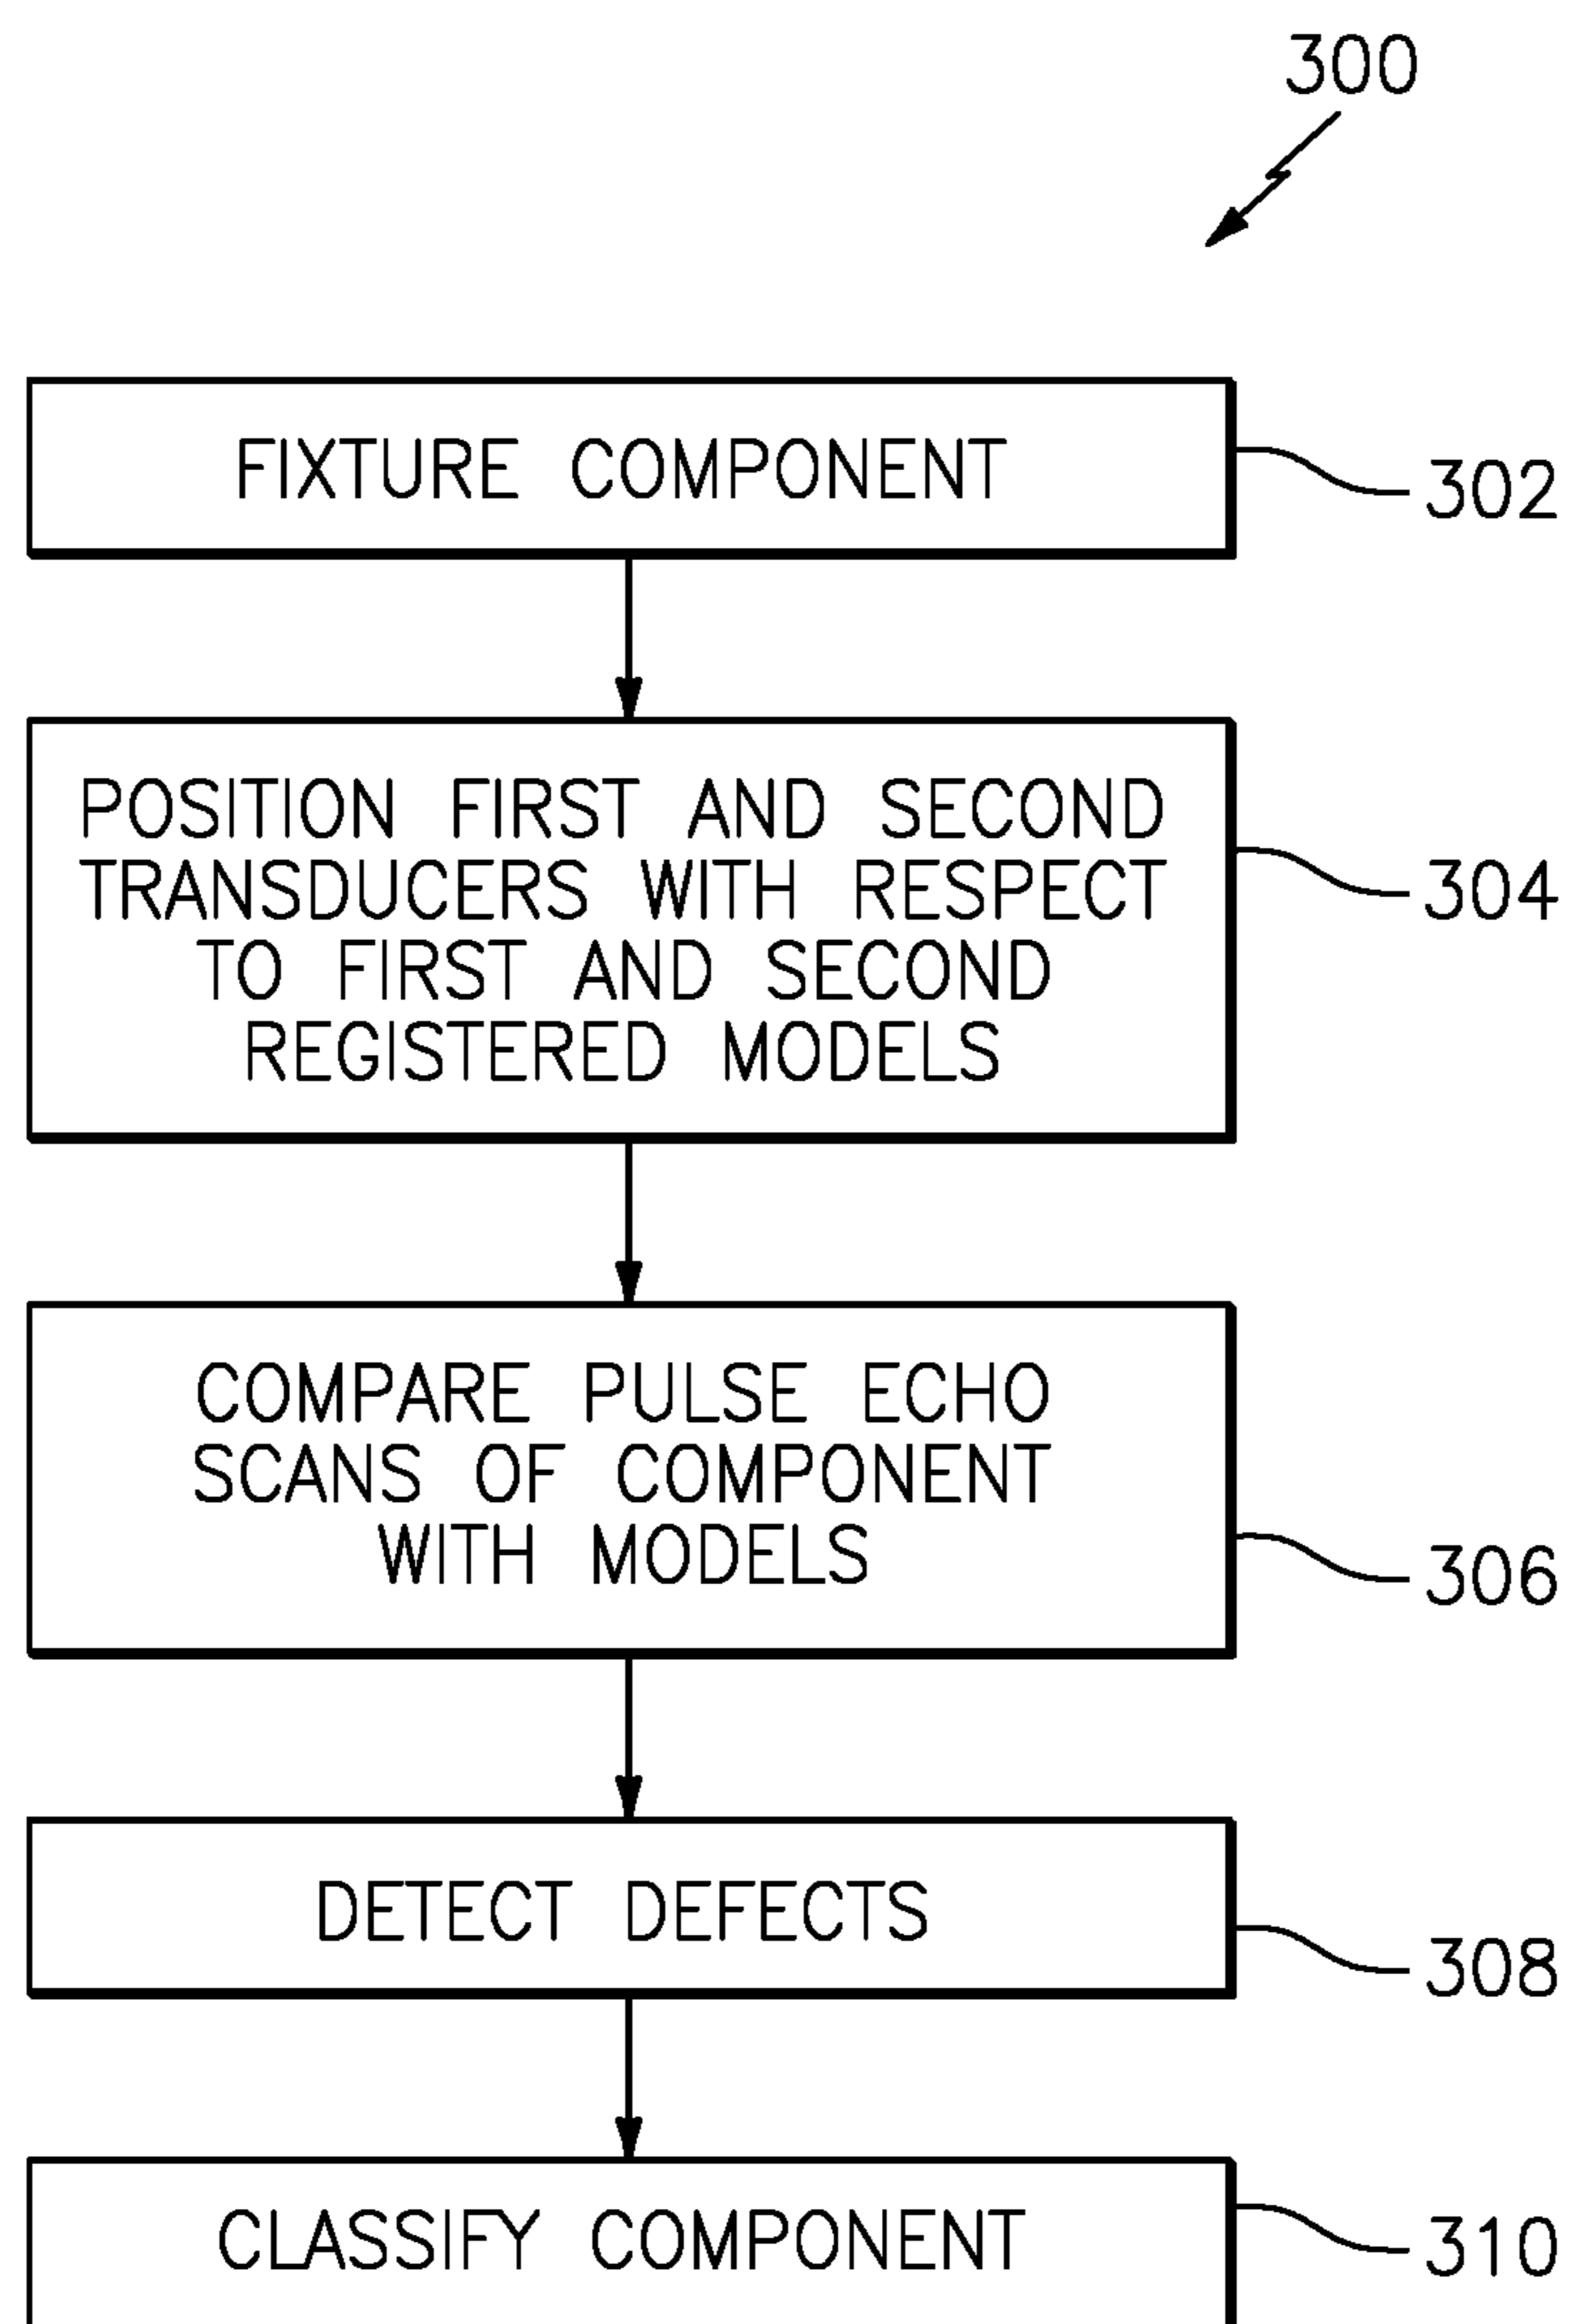 300
FIXTURE COMPONENT
302
POSITION FIRST AND SECOND
TRANSDUCERS WITH RESPECT
TO FIRST AND SECOND
REGISTERED MODELS
304
COMPARE PULSE ECHO
SCANS OF COMPONENT
WITH MODELS
306
DETECT DEFECTS
308
CLASSIFY COMPONENT
310